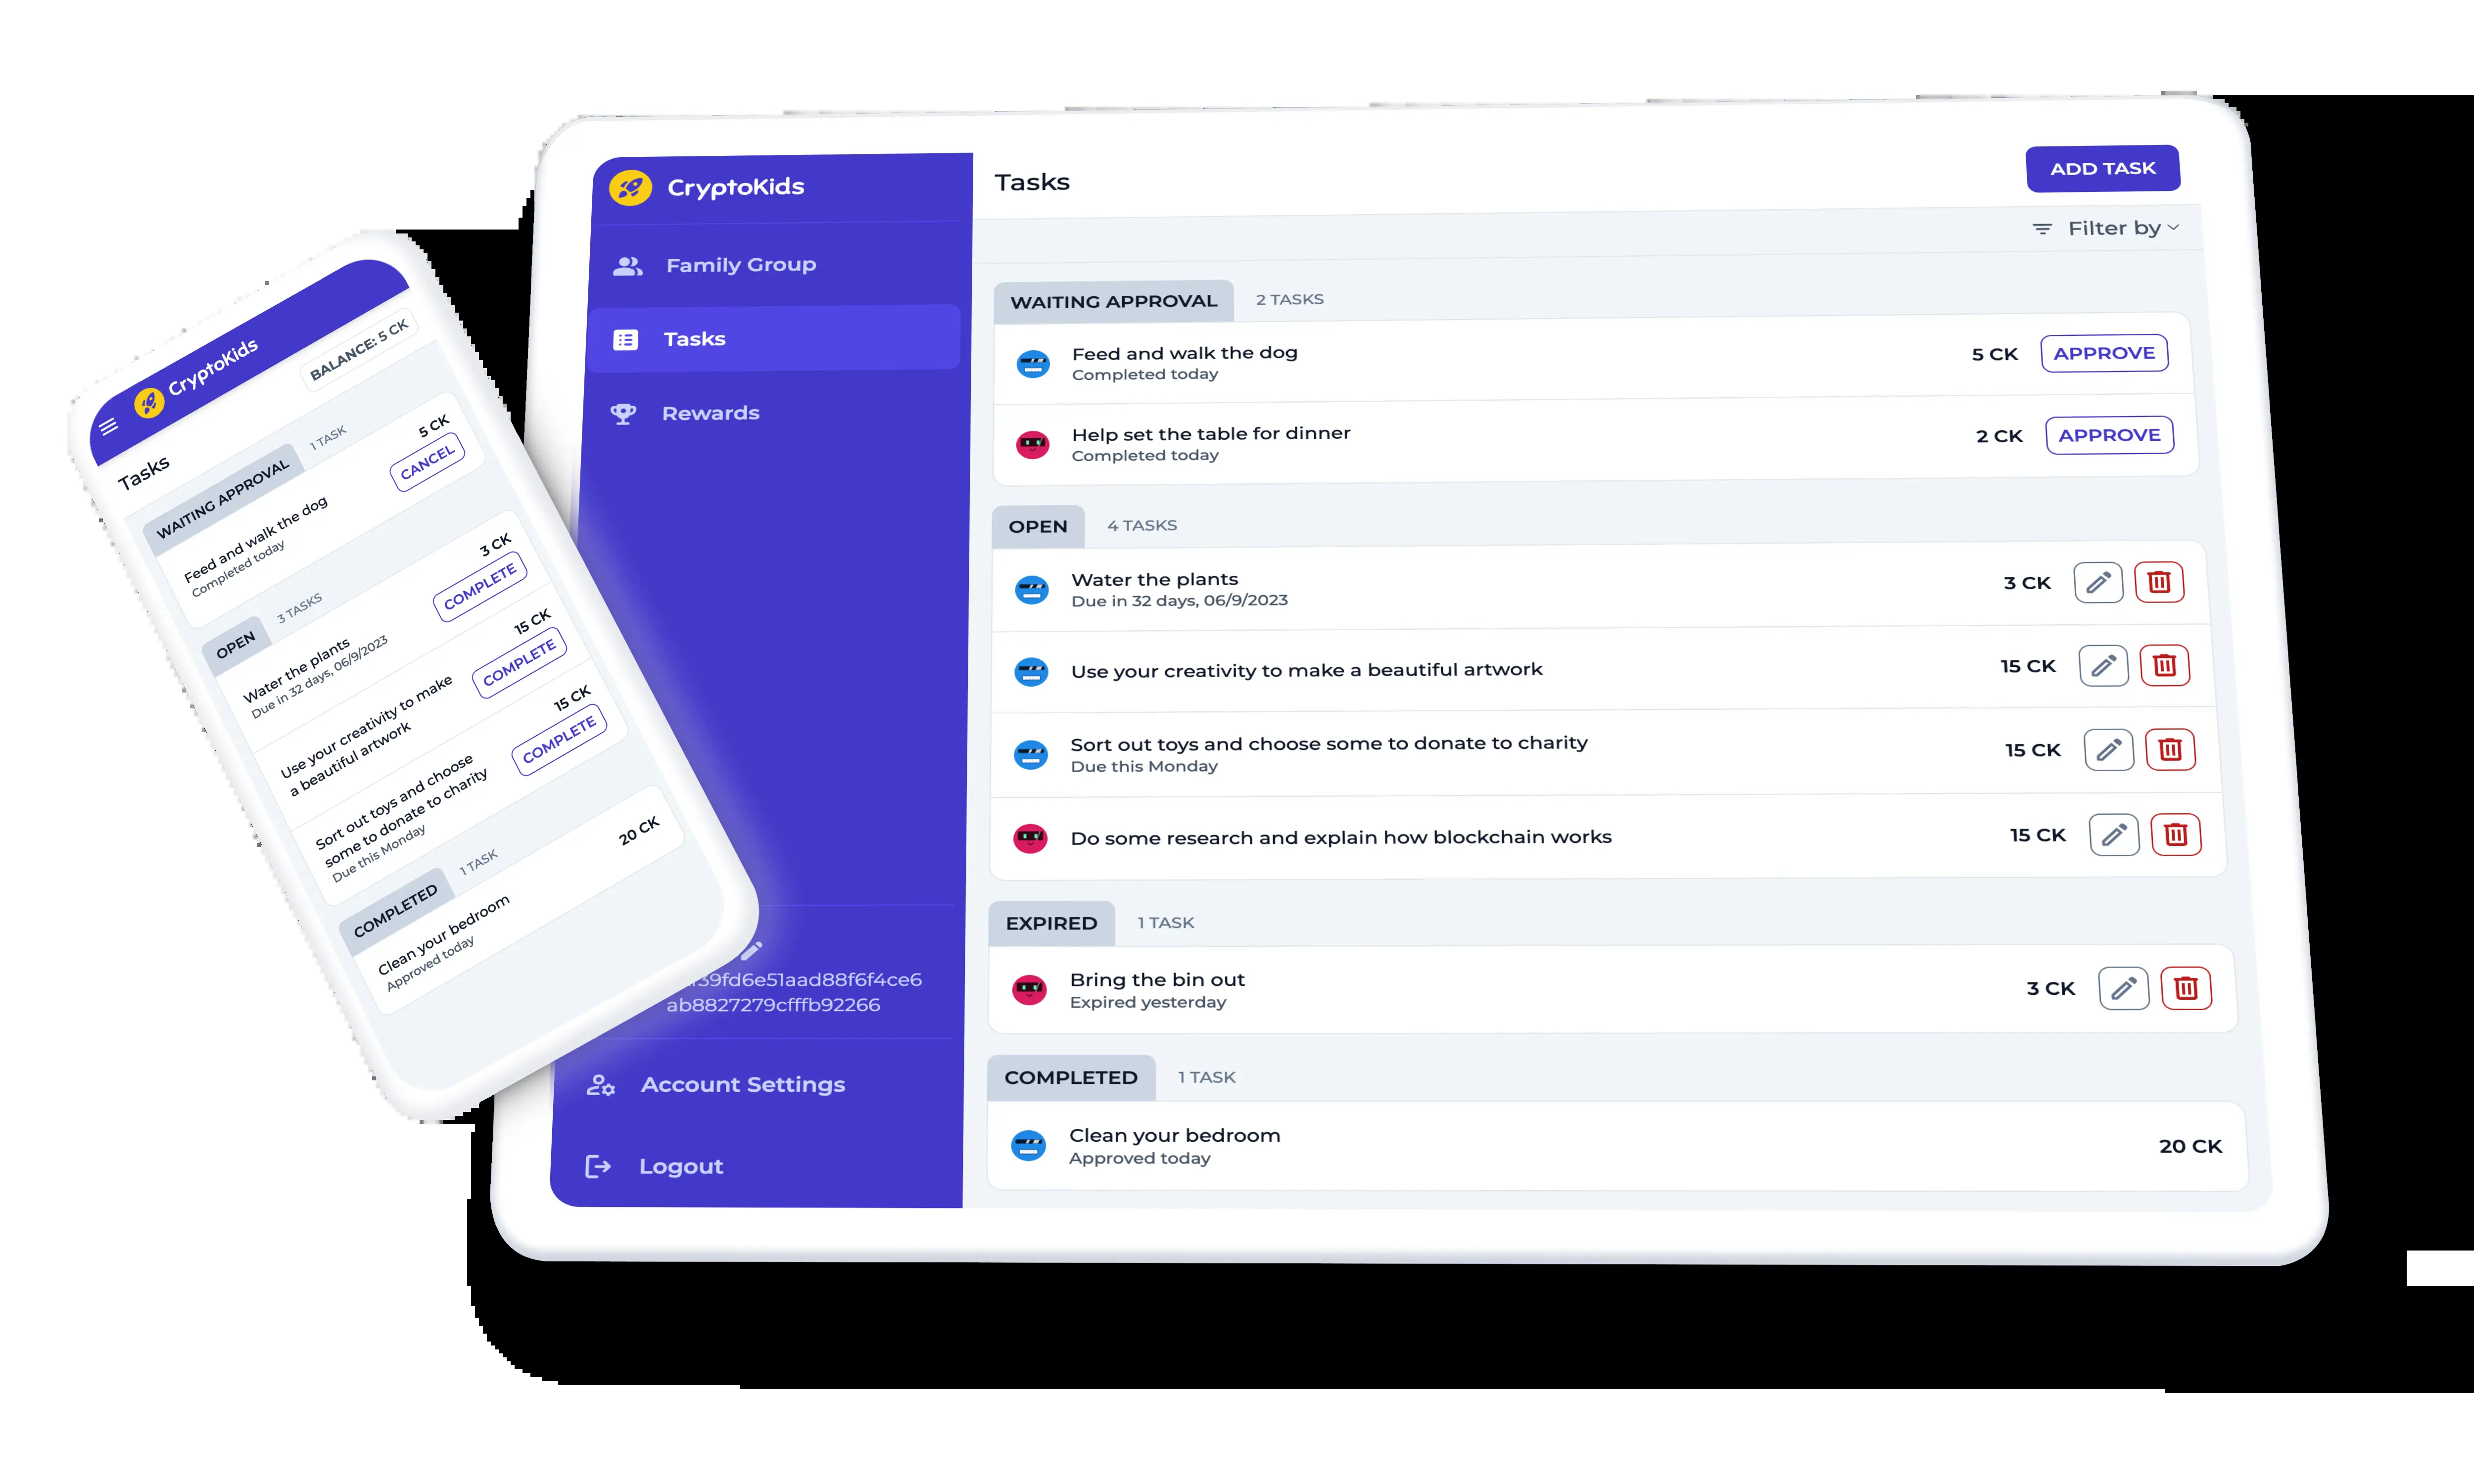 CryptoKids
BALANCE: 5 CK
Tasks
WAITING APPROVAL
1 TASK
Feed and walk the dog
Completed today
5 CK
CANCEL
OPEN
3 TASKS
Water the plants
Due in 32 days, 06/9/2023
3 CK
COMPLETE
Use your creativity to make
a beautiful artwork
15 CK
COMPLETE
Sort out toys and choose
some to donate to charity
Due this Monday
15 CK
COMPLETE
COMPLETED
1 TASK
Clean your bedroom
Approved today
20 CK
CryptoKids
Family Group
Tasks
Rewards
39fd6e51aad88f6f4ce6
ab8827279cfffb92266
Account Settings
Logout
Tasks
ADD TASK
Filter by
WAITING APPROVAL
2 TASKS
Feed and walk the dog
Completed today
5 CK
APPROVE
Help set the table for dinner
Completed today
2 CK
APPROVE
OPEN
4 TASKS
Water the plants
Due in 32 days, 06/9/2023
3 CK
Use your creativity to make a beautiful artwork
15 CK
Sort out toys and choose some to donate to charity
Due this Monday
15 CK
Do some research and explain how blockchain works
15 CK
EXPIRED
1 TASK
Bring the bin out
Expired yesterday
3 CK
COMPLETED
1 TASK
Clean your bedroom
Approved today
20 CK